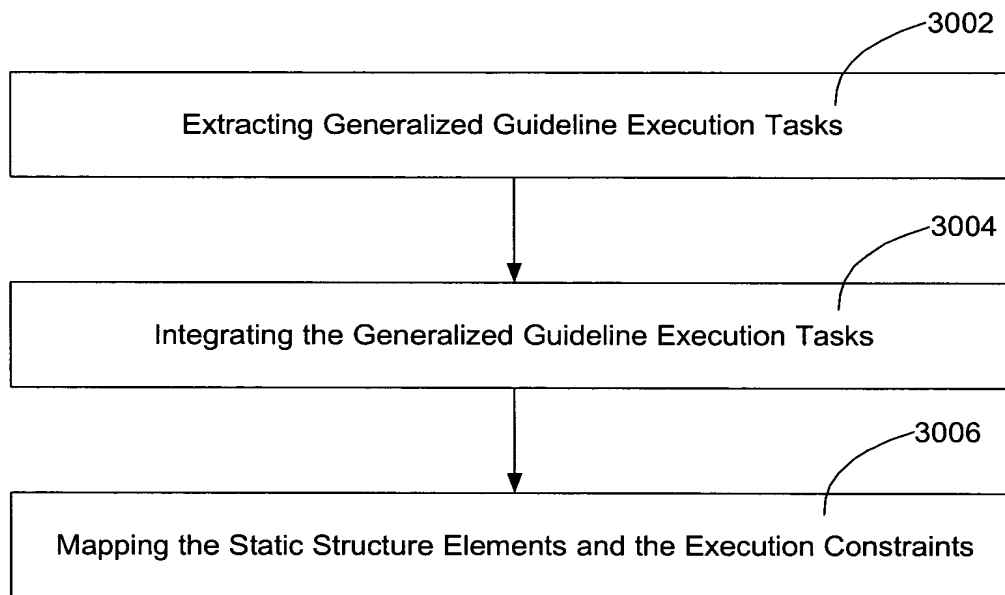 3002
Extracting Generalized Guideline Execution Tasks
3004
Integrating the Generalized Guideline Execution Tasks
3006
Mapping the Static Structure Elements and the Execution Constraints